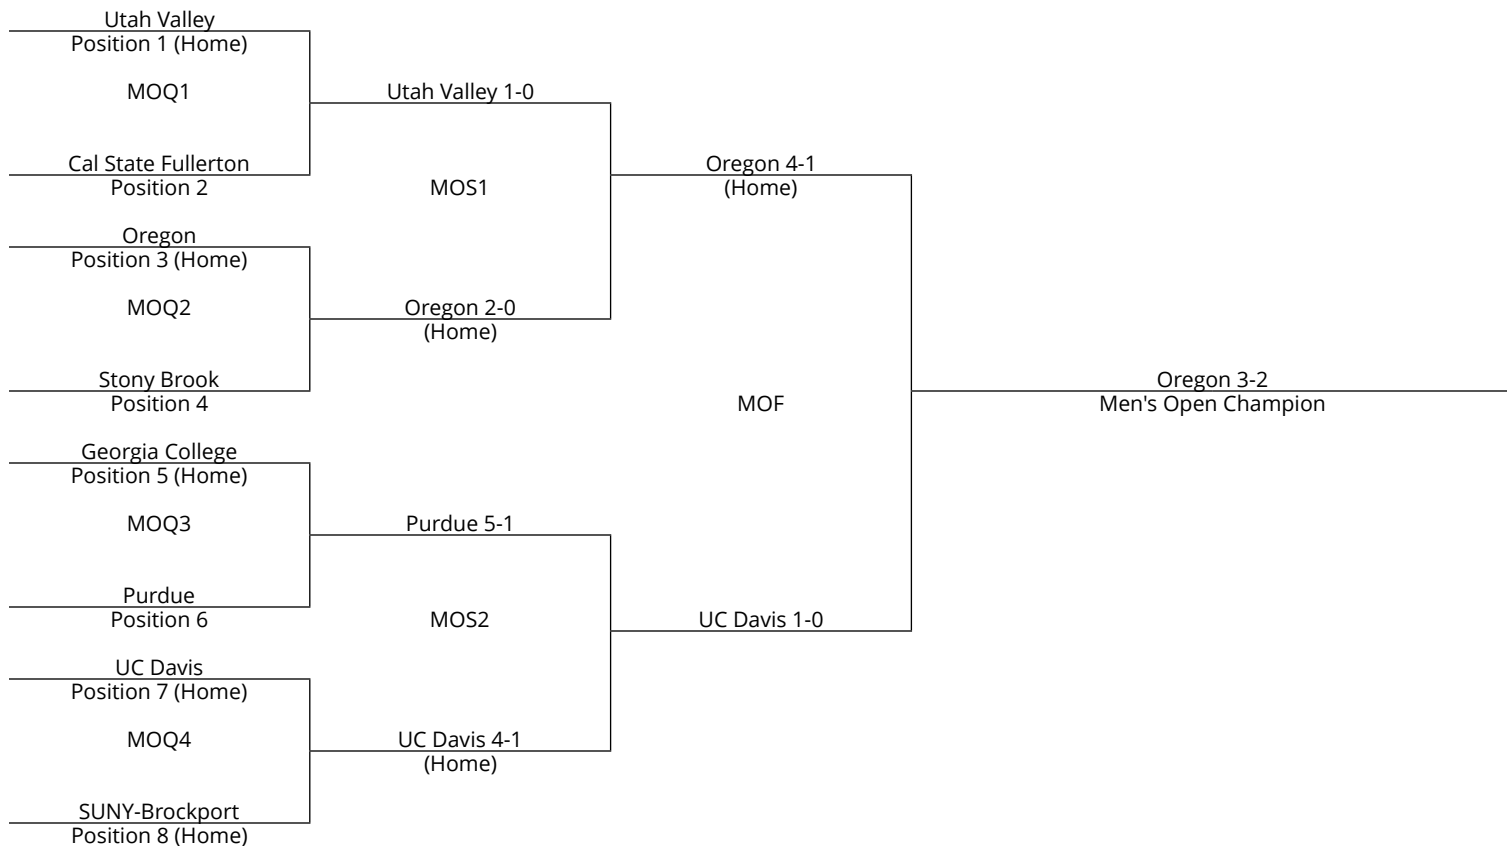 Utah Valley
Position 1 (Home)
MOQ1
Utah Valley 1-0
Cal State Fullerton
Position 2
MOS1
Oregon 4-1
(Home)
Oregon
Position 3 (Home)
MOQ2
Oregon 2-0
(Home)
Stony Brook
Position 4
MOF
Oregon 3-2
Men's Open Champion
Georgia College
Position 5 (Home)
MOQ3
Purdue 5-1
Purdue
Position 6
MOS2
UC Davis 1-0
UC Davis
Position 7 (Home)
MOQ4
UC Davis 4-1
(Home)
SUNY-Brockport
Position 8 (Home)